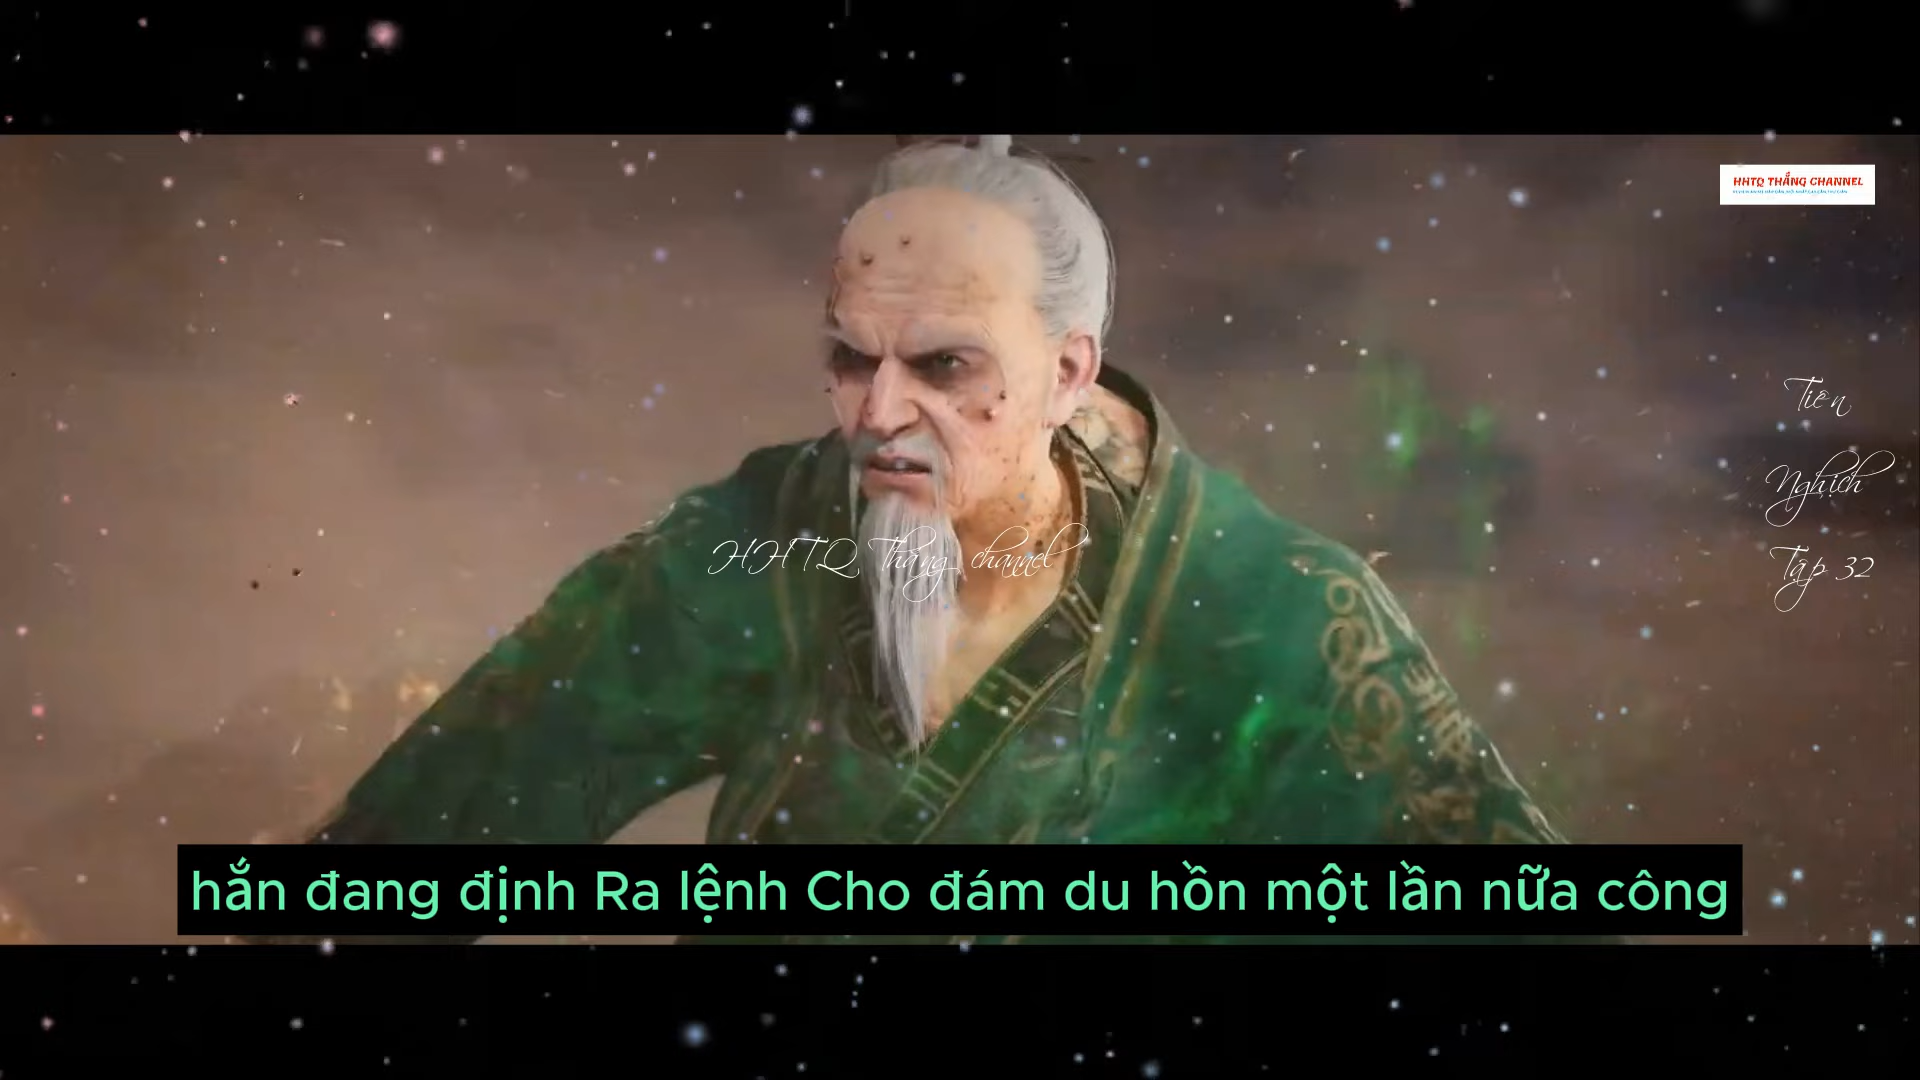 HHTQ THẮNG CHANNEL
Tiên
Nghịch
Tập 32
HHTQ Thắng channel
hắn đang định Ra lệnh Cho đám du hồn một lần nữa công